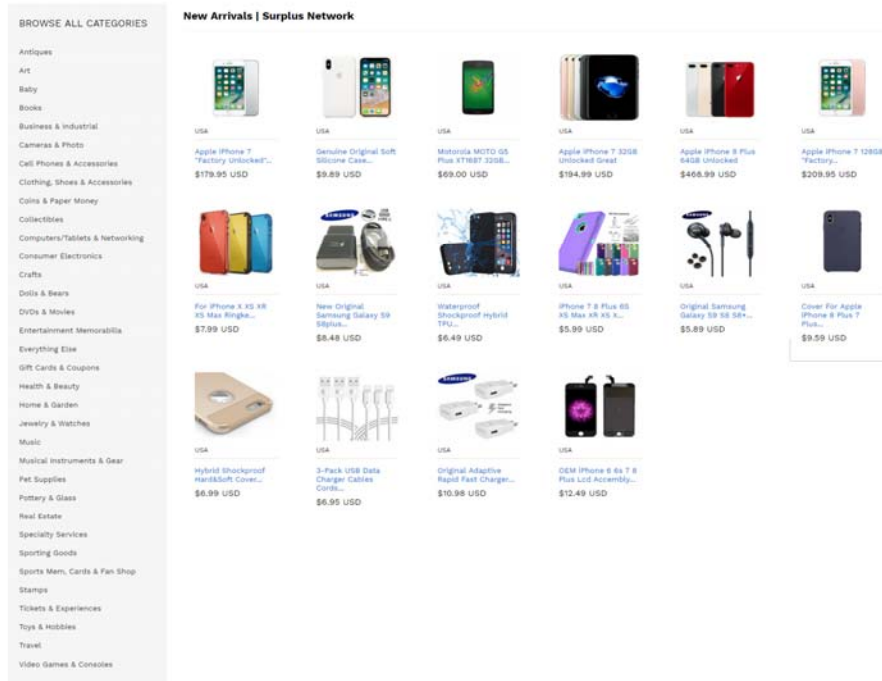 BROWSE ALL CATEGORIES
Antiques
Art
Baby
Books
Business & Industrial
Cameras & Photo
Cell Phones & Accessories
Clothing, Shoes & Accessories
Coins & Paper Money
Collectibles
Computers/Tablets & Networking
Consumer Electronics
Crafts
Dolls & Bears
DVDs & Movies
Entertainment Memorabilia
Everything Else
Gift Cards & Coupons
Health & Beauty
Home & Garden
Jewelry & Watches
Music
Musical Instruments & Gear
Pet Supplies
Pottery & Glass
Real Estate
Specialty Services
Sporting Goods
Sports Mem, Cards & Fan Shop
Stamps
Tickets & Experiences
Toys & Hobbies
Travel
Video Games & Consoles
New Arrivals | Surplus Network
USA
Apple iPhone 7
"Factory Unlocked"...
$179.95 USD
USA
Genuine Original Soft
Silicone Case...
$9.89 USD
USA
Motorola MOTO G5
Plus XT1687 32GB...
$69.00 USD
USA
Apple iPhone 7 32GB
Unlocked Great
$194.99 USD
USA
Apple iPhone 8 Plus
64GB Unlocked
$468.99 USD
USA
Apple iPhone 7 128GB
"Factory...
$209.95 USD
USA
For iPhone X XS XR
XS Max Ringke...
$7.99 USD
SAMSUNG
USA
New Original
Samsung Galaxy S9
S8plus...
$8.48 USD
USA
Waterproof
Shockproof Hybrid
TPU...
$6.49 USD
USA
iPhone 7 8 Plus 6S
XS Max XR XS X...
$5.99 USD
SAMSUNG
USA
Original Samsung
Galaxy S9 S8 S8+...
$5.89 USD
USA
Cover For Apple
iPhone 8 Plus 7
Plus...
$9.59 USD
USA
Hybrid Shockproof
Hard&Soft Cover...
$6.99 USD
USA
3-Pack USB Data
Charger Cables
Cords...
$6.95 USD
SAMSUNG
USA
Original Adaptive
Rapid Fast Charger...
$10.98 USD
USA
OEM iPhone 6 6s 7 8
Plus Lcd Assembly...
$12.49 USD